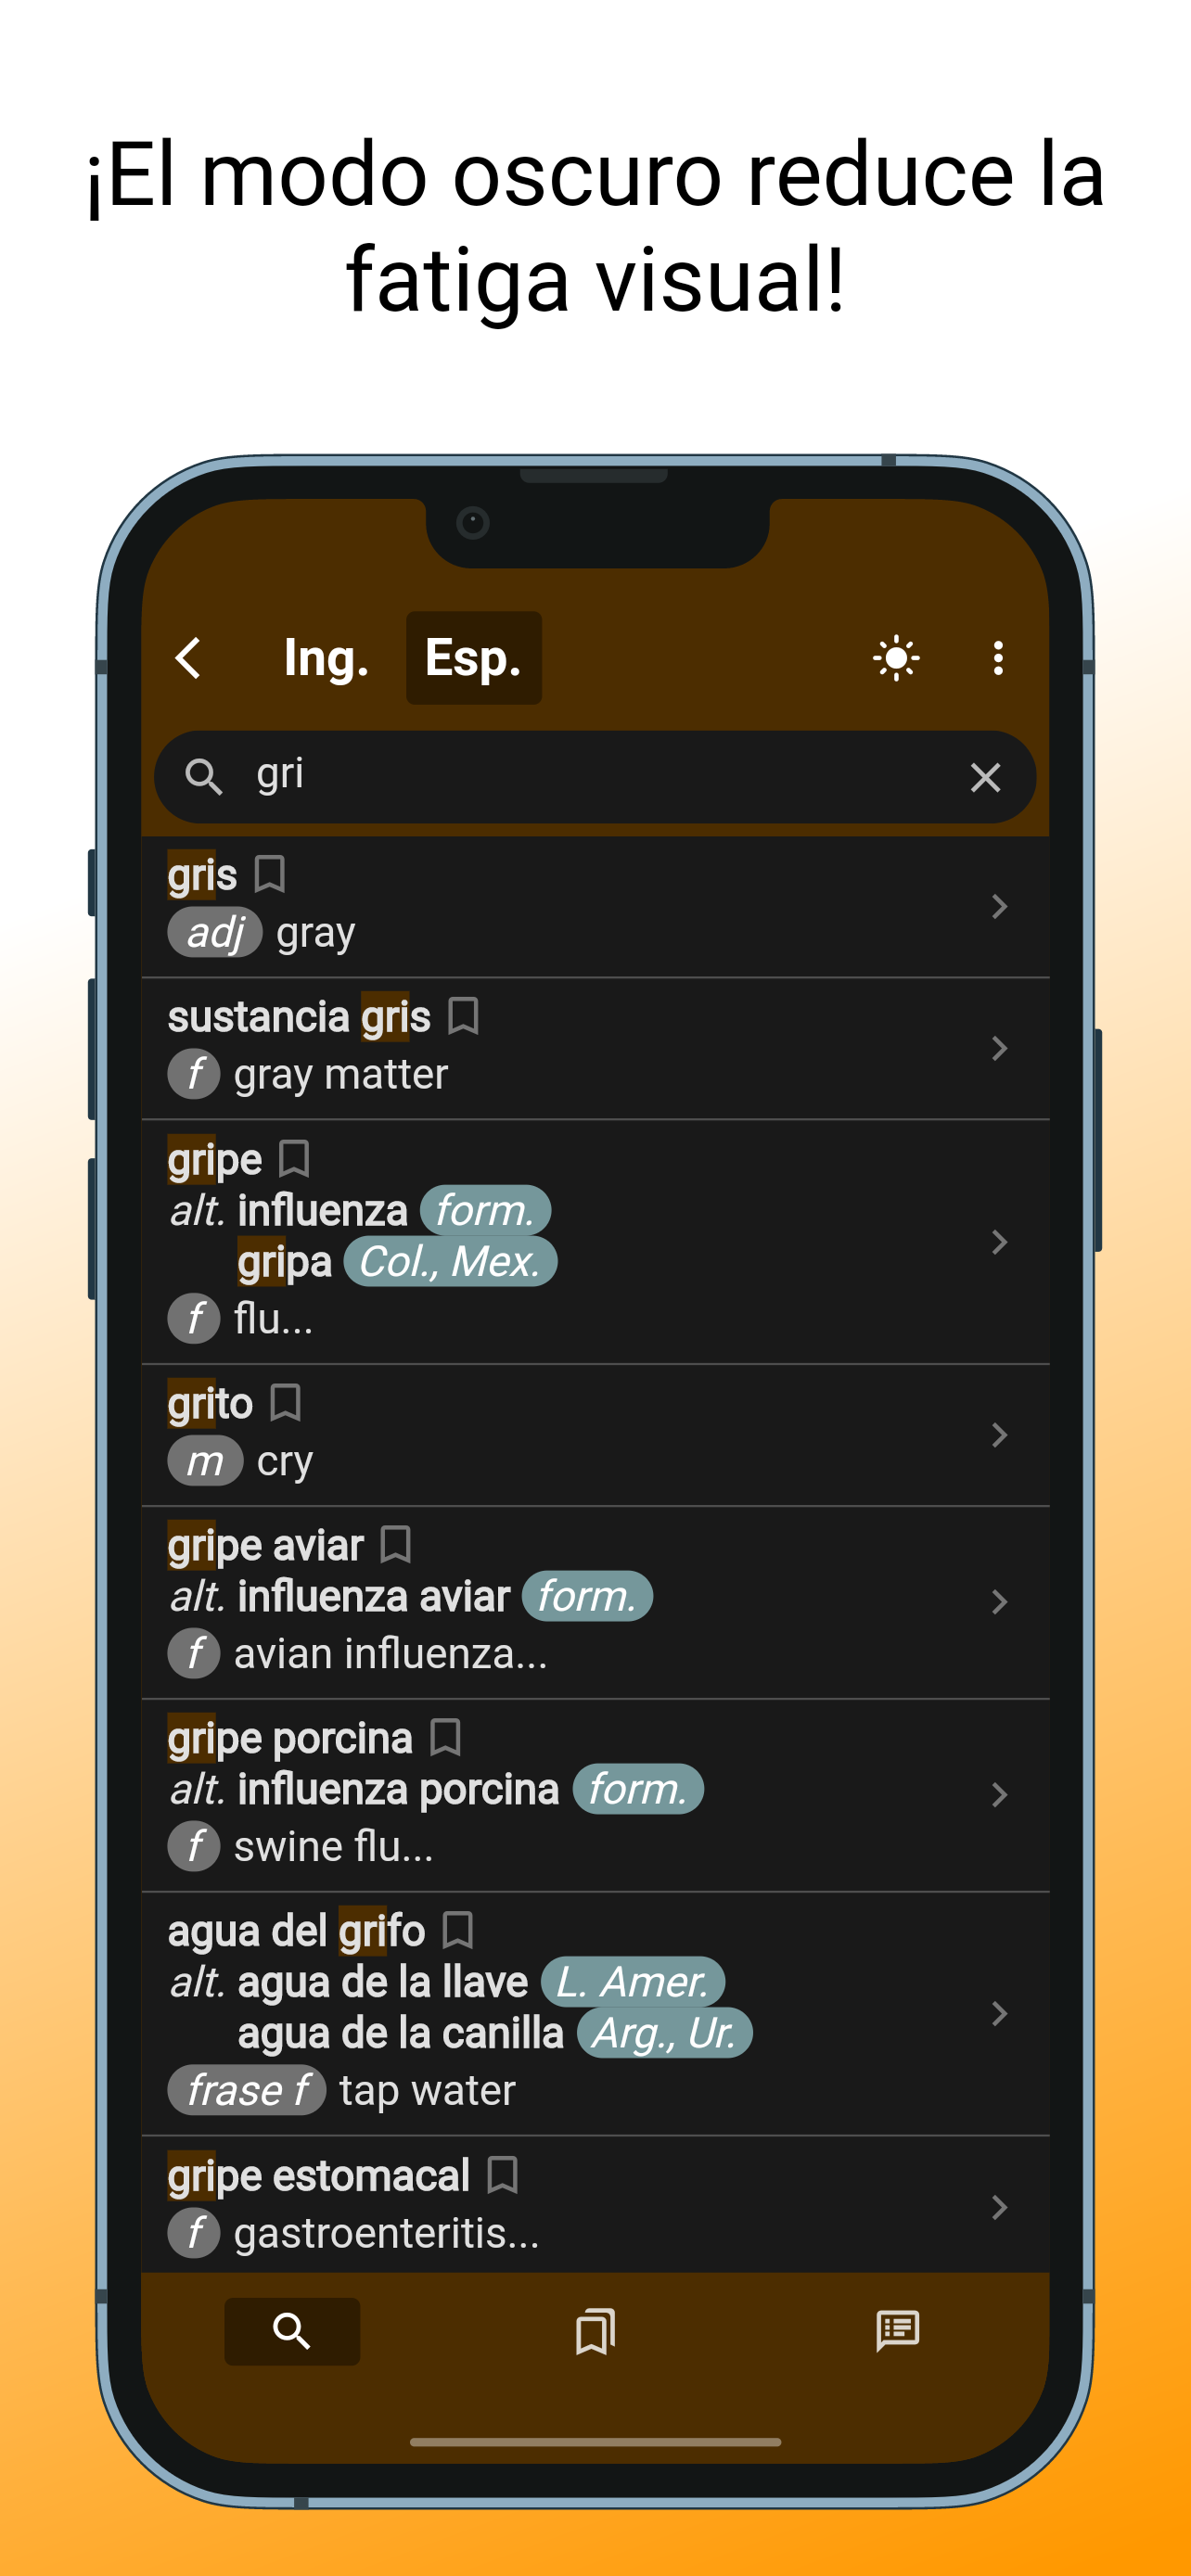 ¡El modo oscuro reduce la
fatiga visual!
Ing. Esp.
gri
gris
adj gray
sustancia gris
f gray matter
gripe
alt. influenza form.
gripa Col., Mex.
f flu...
grito
m cry
gripe aviar
alt. influenza aviar form.
f avian influenza...
gripe porcina
alt. influenza porcina form.
f swine flu...
agua del grifo
alt. agua de la llave L. Amer.
agua de la canilla Arg., Ur.
frase f tap water
gripe estomacal
f gastroenteritis...